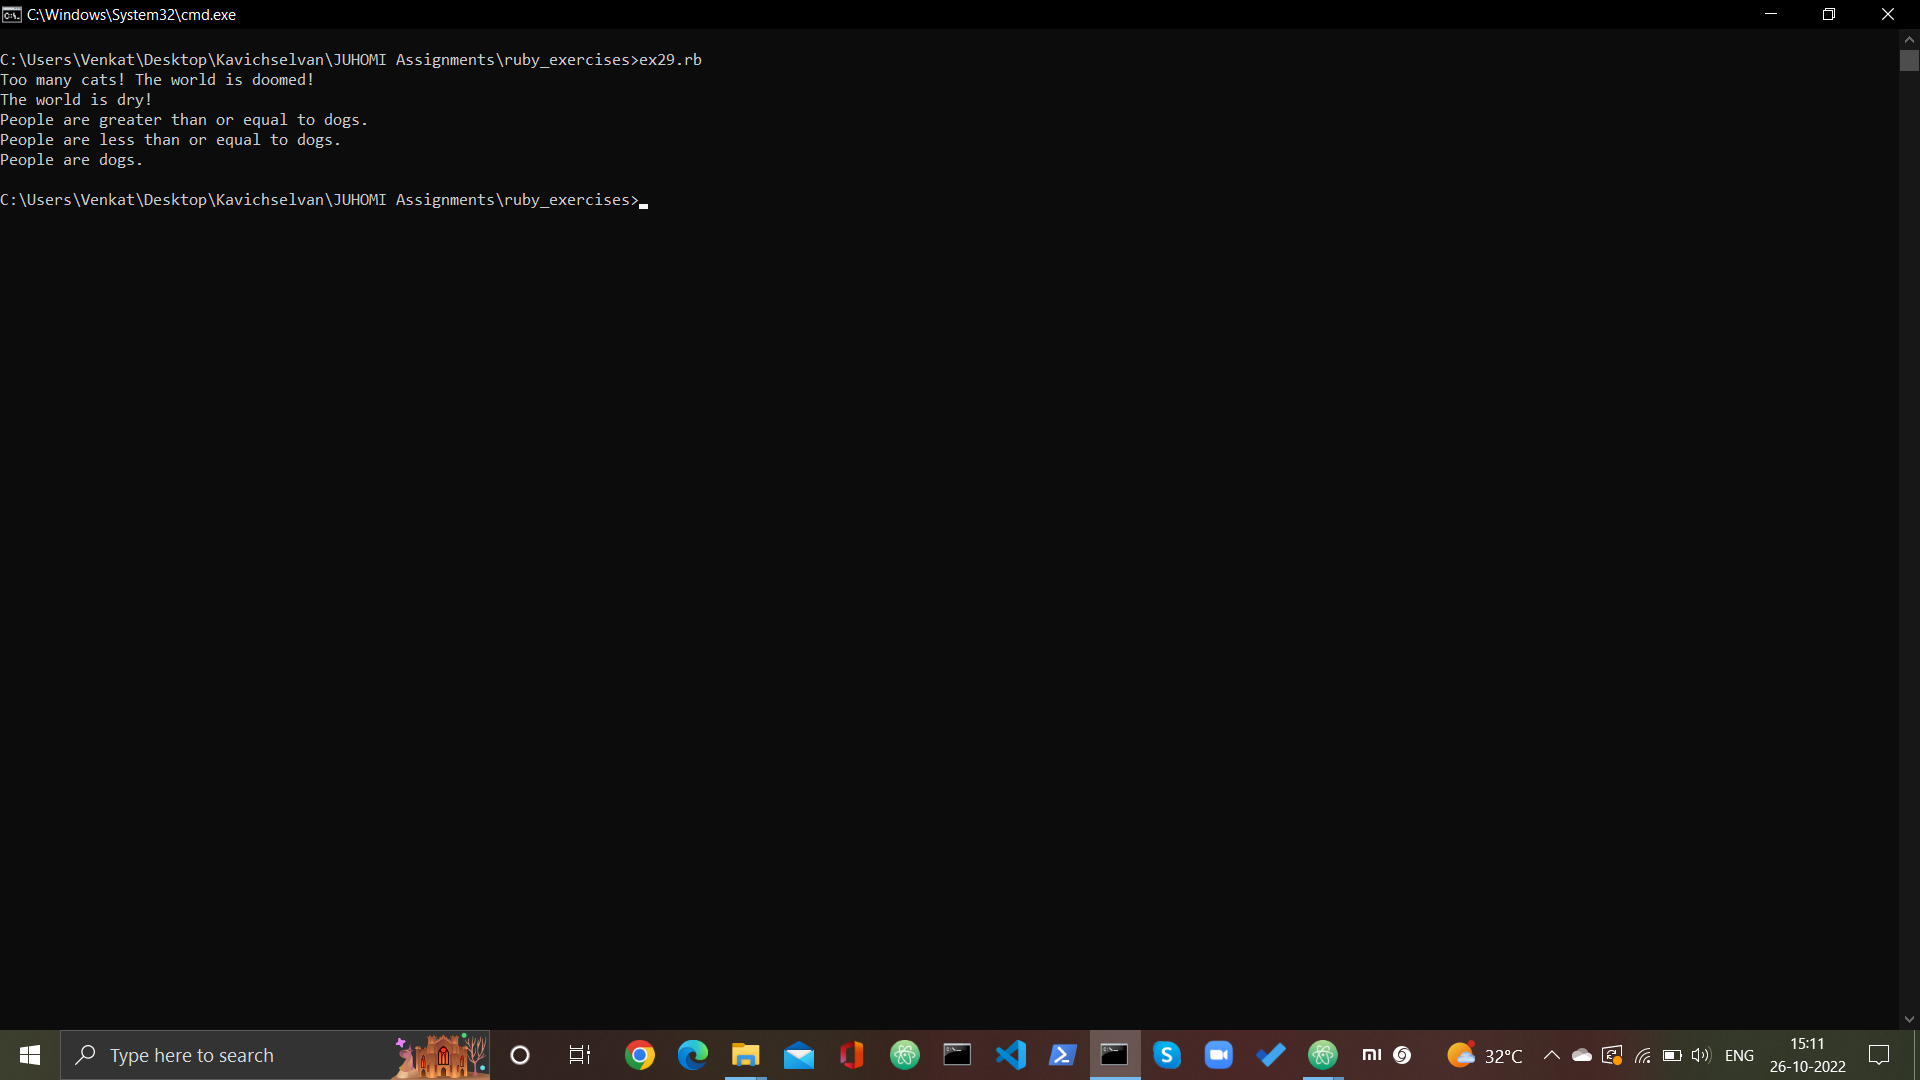 C:\Windows\System32\cmd.exe
C:\Users\Venkat\Desktop\Kavichselvan\JUHOMI Assignments\ruby_exercises>ex29.rb
Too many cats! The world is doomed!
The world is dry!
People are greater than or equal to dogs.
People are less than or equal to dogs.
People are dogs.
C:\Users\Venkat\Desktop\Kavichselvan\JUHOMI Assignments\ruby_exercises>
Type here to search
32°C
ENG
15:11
26-10-2022